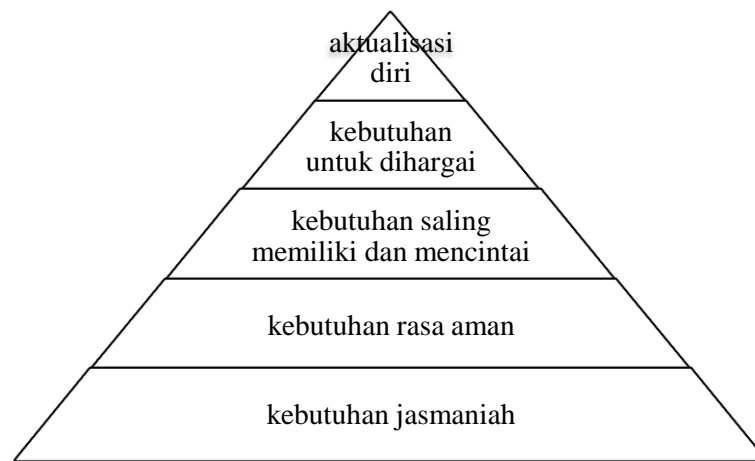 aktualisasi
diri
kebutuhan
untuk dihargai
kebutuhan saling
memiliki dan mencintai
kebutuhan rasa aman
kebutuhan jasmaniah